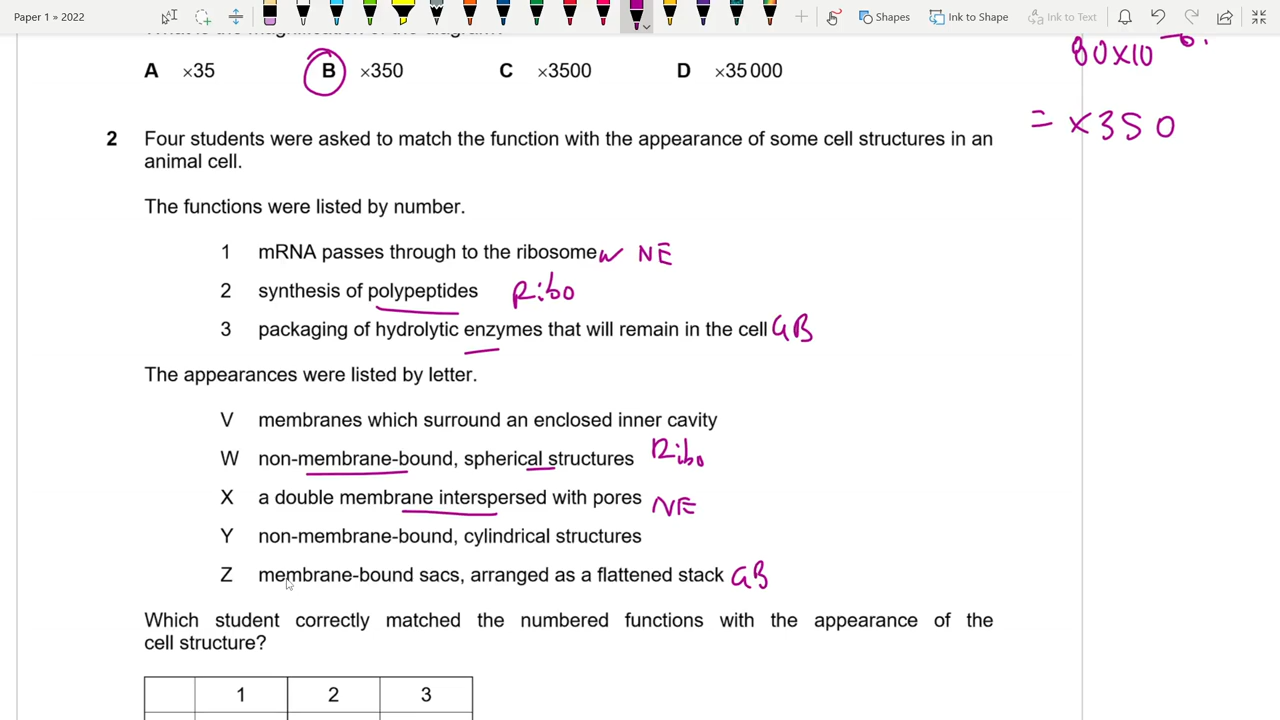 Paper 1 » 2022
Shapes
Ink to Shape
Ink to Text
80x10
A ×35 B ×350 C ×3500 D ×35 000
= x350
2 Four students were asked to match the function with the appearance of some cell structures in an
animal cell.
The functions were listed by number.
1 mRNA passes through to the ribosome NE
2 synthesis of polypeptides Ribo
3 packaging of hydrolytic enzymes that will remain in the cell GB
The appearances were listed by letter.
V membranes which surround an enclosed inner cavity
W non-membrane-bound, spherical structures Ribo
X a double membrane interspersed with pores NE
Y non-membrane-bound, cylindrical structures
Z membrane-bound sacs, arranged as a flattened stack GB
Which student correctly matched the numbered functions with the appearance of the
cell structure?
1 2 3